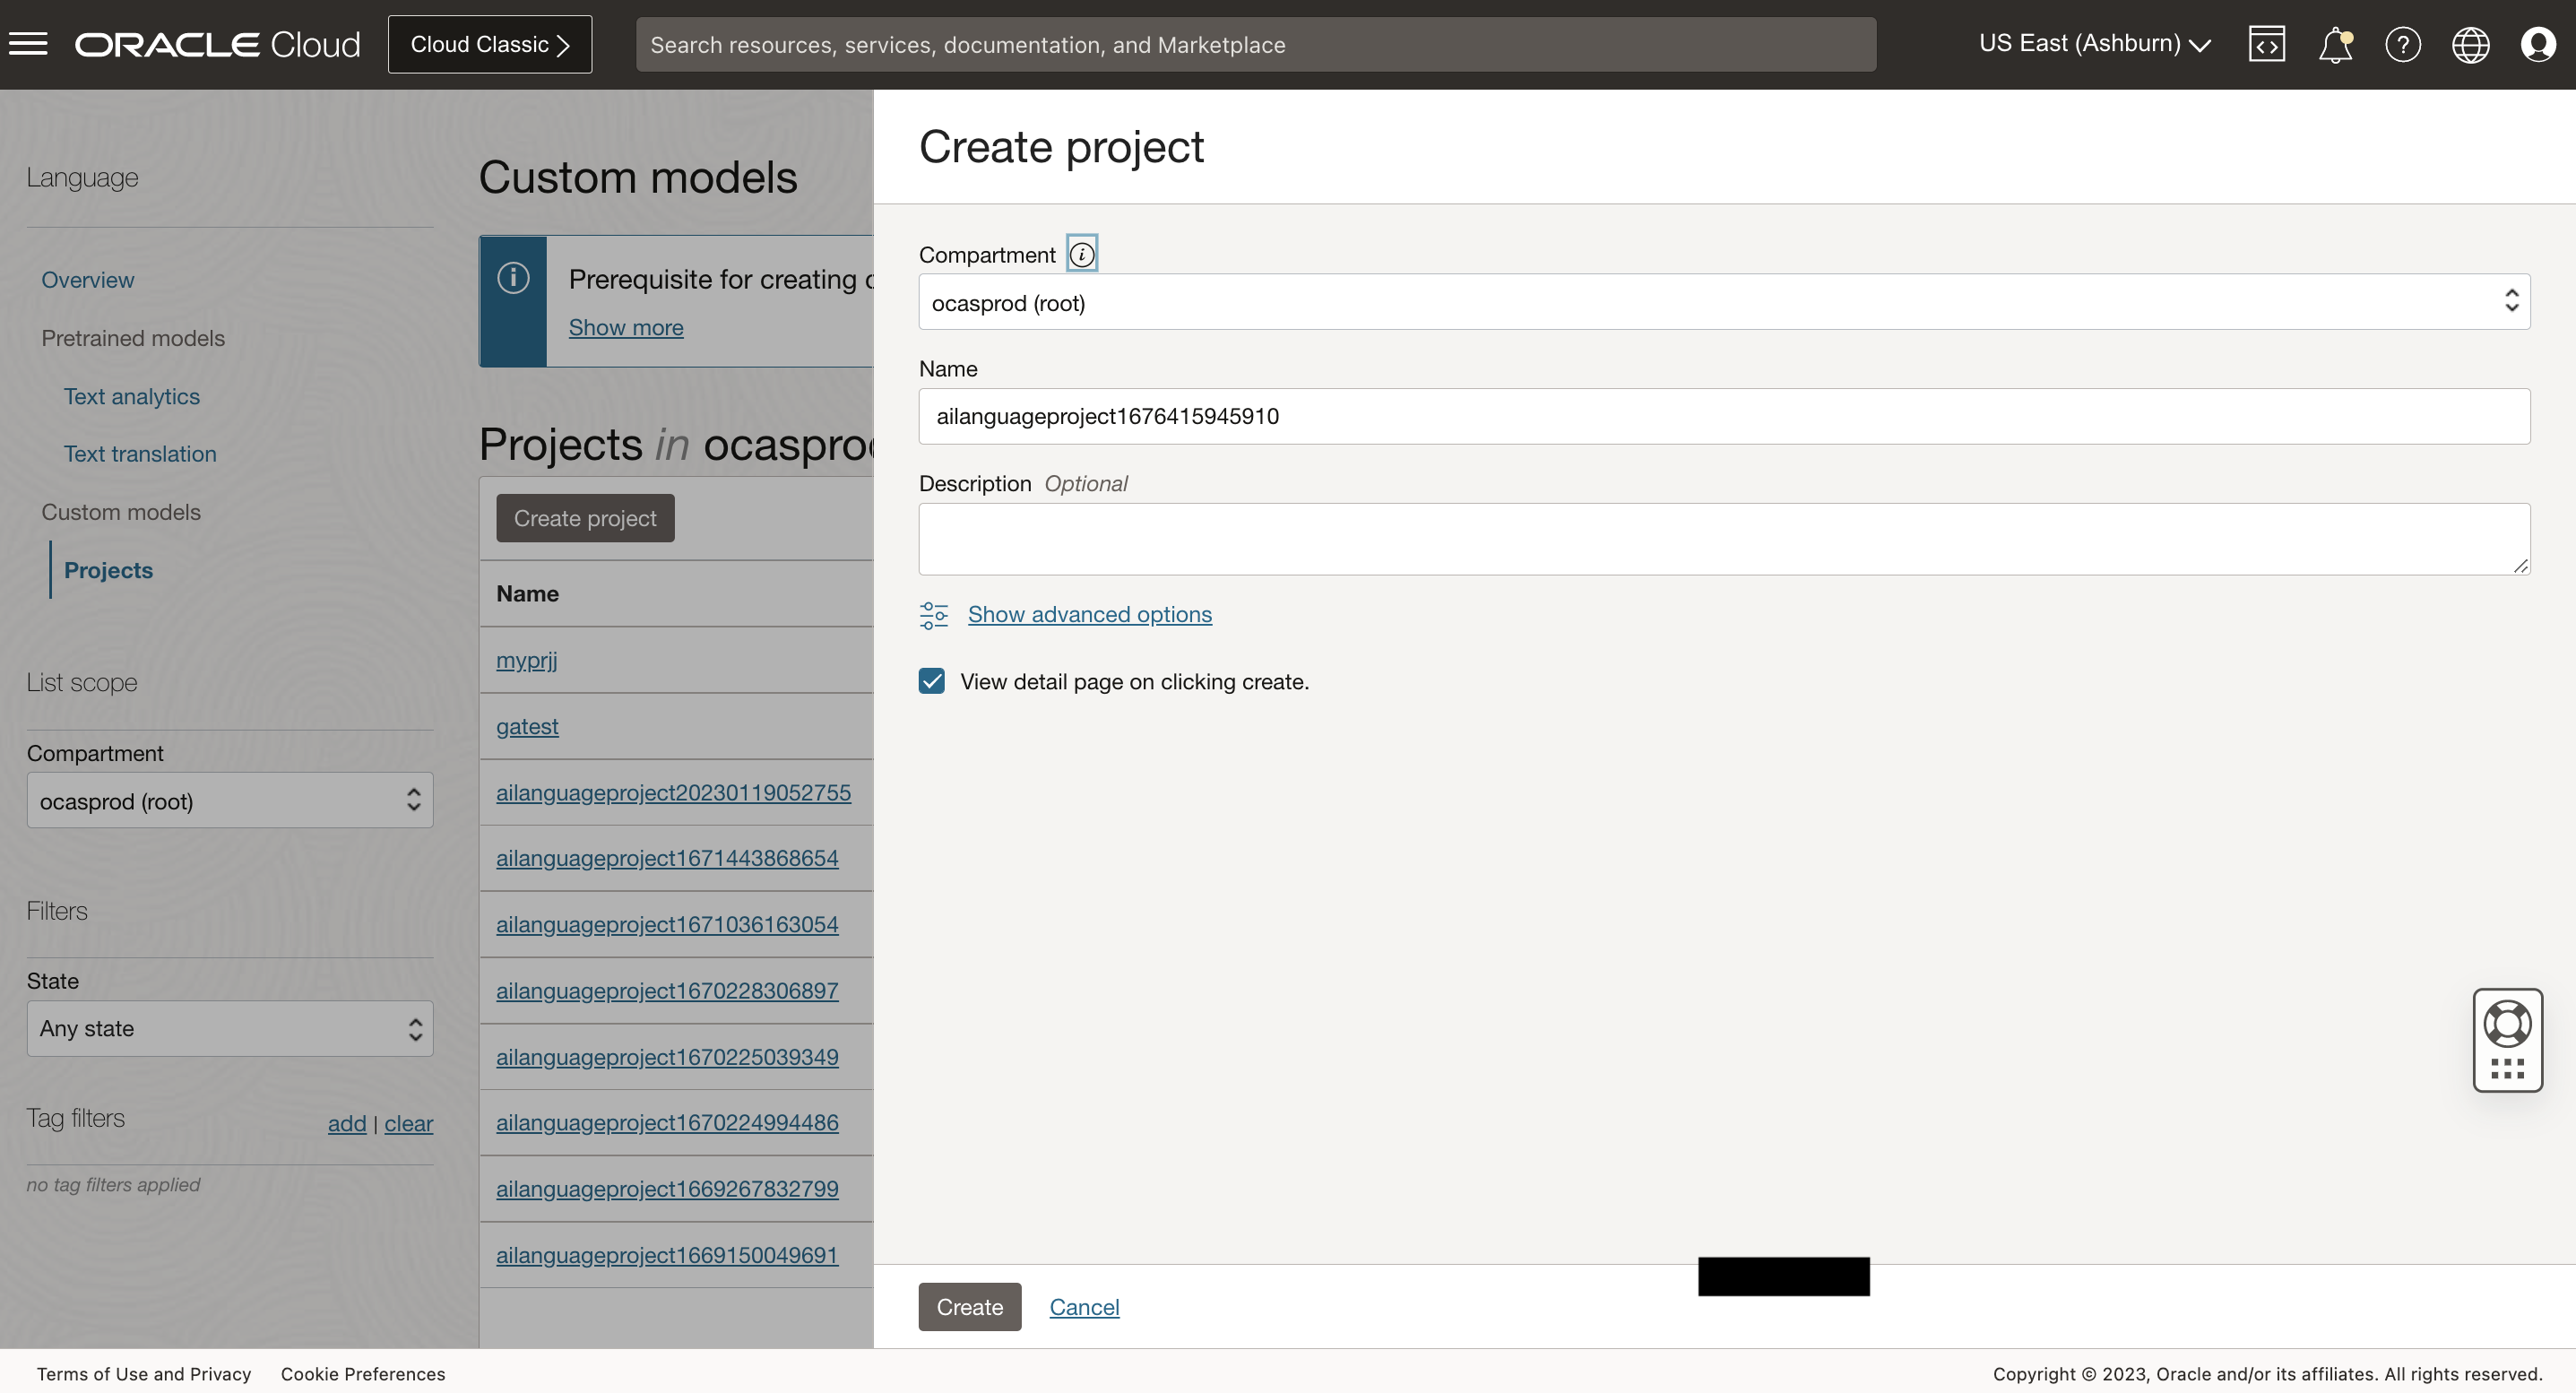 ORACLE Cloud
Cloud Classic
Search resources, services, documentation, and Marketplace
US East (Ashburn)
Language
Overview
Pretrained models
Text analytics
Text translation
Custom models
Projects
List scope
Compartment
ocasprod (root)
Filters
State
Any state
Tag filters
add | clear
no tag filters applied
Custom models
Prerequisite for creating
Show more
Projects in ocasprod
Create project
Name
myprjj
gatest
ailanguageproject20230119052755
ailanguageproject1671443868654
ailanguageproject1671036163054
ailanguageproject1670228306897
ailanguageproject1670225039349
ailanguageproject1670224994486
ailanguageproject1669267832799
ailanguageproject1669150049691
Create project
Compartment
ocasprod (root)
Name
ailanguageproject1676415945910
Description Optional
Show advanced options
View detail page on clicking create.
Create
Cancel
Terms of Use and Privacy
Cookie Preferences
Copyright © 2023, Oracle and/or its affiliates. All rights reserved.